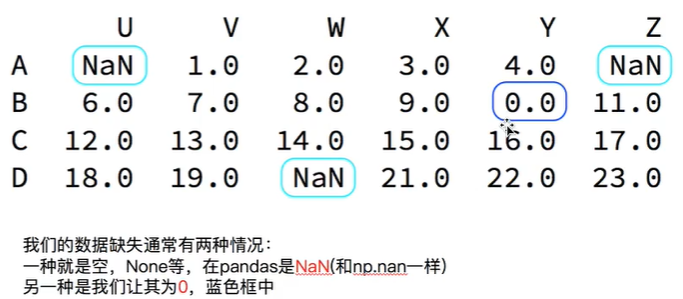 U V W X Y Z
A NaN 1.0 2.0 3.0 4.0 NaN
B 6.0 7.0 8.0 9.0 0.0 11.0
C 12.0 13.0 14.0 15.0 16.0 17.0
D 18.0 19.0 NaN 21.0 22.0 23.0
我们的数据缺失通常有两种情况：
一种就是空，None等，在pandas是NaN(和np.nan一样)
另一种是我们让其为0，蓝色框中